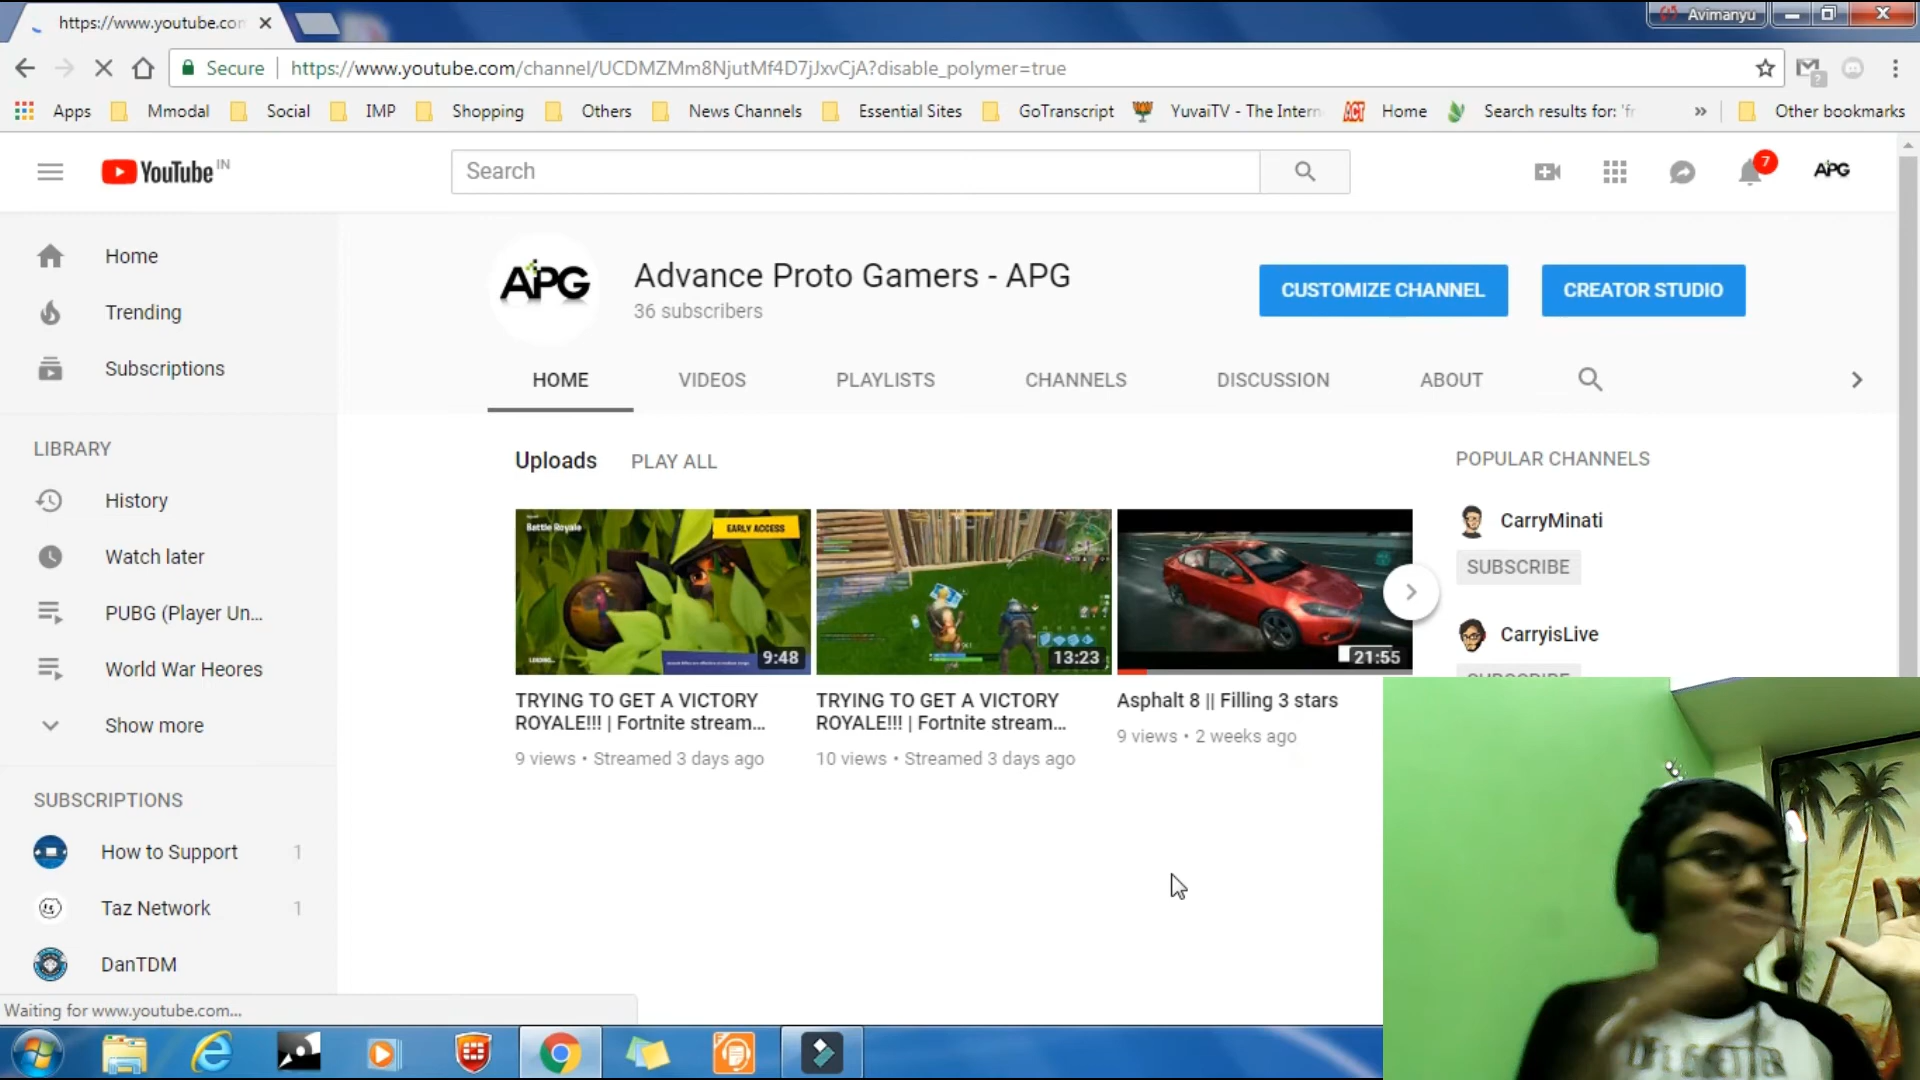 https://www.youtube.con
Avimanyu
Secure
https://www.youtube.com/channel/UCDMZMm8NjutMf4D7jJxvCjA?disable_polymer=true
Apps
Mmodal
Social
IMP
Shopping
Others
News Channels
Essential Sites
GoTranscript
YuvaiTV - The Intern
ACT
Home
Search results for: 'fr
»
Other bookmarks
YouTube IN
Search
7
APG
Home
Trending
Subscriptions
APG
Advance Proto Gamers - APG
36 subscribers
CUSTOMIZE CHANNEL
CREATOR STUDIO
HOME
VIDEOS
PLAYLISTS
CHANNELS
DISCUSSION
ABOUT
LIBRARY
History
Watch later
PUBG (Player Un...
World War Heores
Show more
Uploads
PLAY ALL
POPULAR CHANNELS
Battle Royale
EARLY ACCESS
9:48
13:23
21:55
TRYING TO GET A VICTORY
ROYALE!!! | Fortnite stream...
9 views • Streamed 3 days ago
TRYING TO GET A VICTORY
ROYALE!!! | Fortnite stream...
10 views • Streamed 3 days ago
Asphalt 8 || Filling 3 stars
9 views • 2 weeks ago
CarryMinati
SUBSCRIBE
CarryisLive
SUBSCRIBE
SUBSCRIPTIONS
How to Support
1
Taz Network
1
DanTDM
Waiting for www.youtube.com...